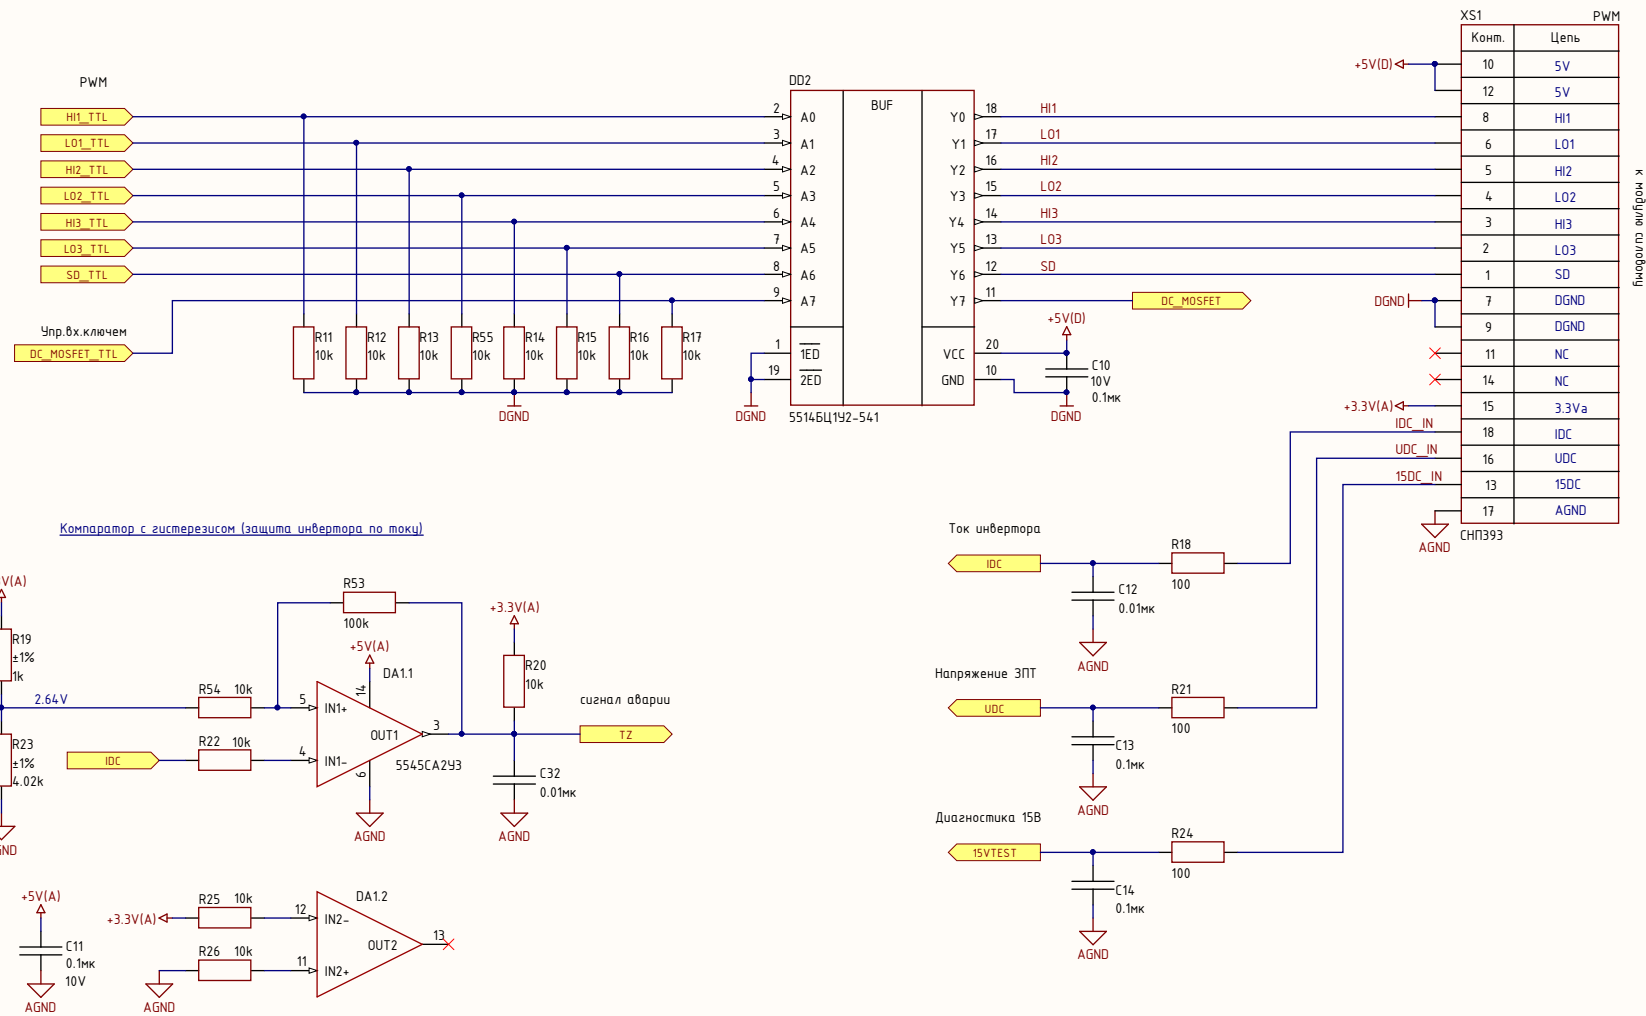 PWM
HI1_TTL
LO1_TTL
HI2_TTL
LO2_TTL
HI3_TTL
LO3_TTL
SD_TTL
Упр.вх.ключем
DC_MOSFET_TTL
R11
10k
R12
10k
R13
10k
R55
10k
R14
10k
R15
10k
R16
10k
R17
10k
DGND
DD2
BUF
2 A0
3 A1
4 A2
5 A3
6 A4
7 A5
8 A6
9 A7
1 1ED
19 2ED
DGND
Y0 18 HI1
Y1 17 LO1
Y2 16 HI2
Y3 15 LO2
Y4 14 HI3
Y5 13 LO3
Y6 12 SD
Y7 11
DC_MOSFET
VCC 20
GND 10
5514БЦ1У2-541
+5V(D)
C10
10V
0.1мк
DGND
XS1 PWM
Конт. Цепь
10 5V
12 5V
8 HI1
6 LO1
5 HI2
4 LO2
3 HI3
2 LO3
1 SD
7 DGND
9 DGND
11 NC
14 NC
15 3.3Va
18 IDC
16 UDC
13 15DC
17 AGND
СНП393
+5V(D)
DGND
+3.3V(A)
IDC_IN
UDC_IN
15DC_IN
AGND
к модулю силовому
Компаратор с гистерезисом (защита инвертора по току)
V(A)
R19
±1%
1k
2.64V
R23
±1%
4.02k
GND
R54 10k
IDC
R22 10k
R53
100k
+5V(A)
DA1.1
14
5 IN1+
4 IN1-
OUT1 3
6
5545СА2У3
AGND
+3.3V(A)
R20
10k
сигнал аварии
TZ
C32
0.01мк
AGND
+5V(A)
C11
0.1мк
10V
AGND
+3.3V(A)
R25 10k
R26 10k
AGND
DA1.2
12 IN2-
11 IN2+
OUT2 13
Ток инвертора
IDC
R18
100
C12
0.01мк
AGND
Напряжение ЗПТ
UDC
R21
100
C13
0.1мк
AGND
Диагностика 15В
15VTEST
R24
100
C14
0.1мк
AGND